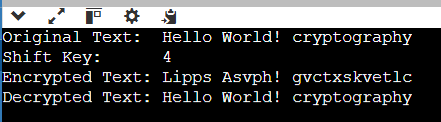 Original Text:  Hello World! cryptography
Shift Key:      4
Encrypted Text: Lipps Asvph! gvctxskvetlc
Decrypted Text: Hello World! cryptography